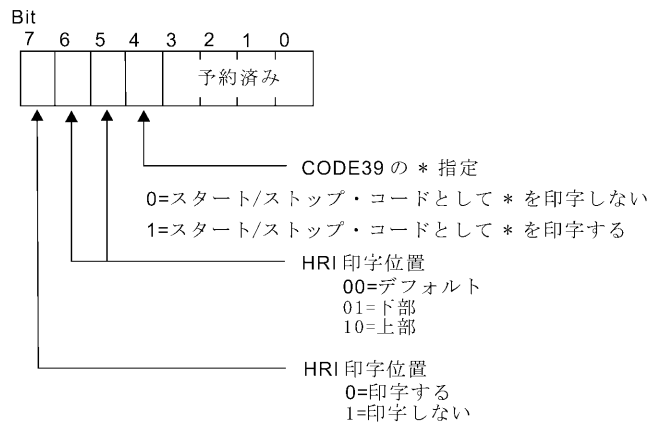 Bit
7 6 5 4 3 2 1 0
予約済み
CODE39 の * 指定
0=スタート/ストップ・コードとして * を印字しない
1=スタート/ストップ・コードとして * を印字する
HRI 印字位置
00=デフォルト
01=下部
10=上部
HRI 印字位置
0=印字する
1=印字しない